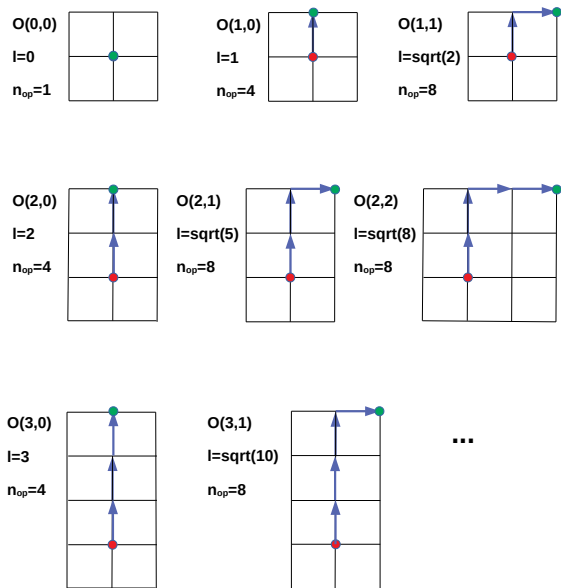 O(0,0)
l=0
nop=1
O(1,0)
l=1
nop=4
O(1,1)
l=sqrt(2)
nop=8
O(2,0)
l=2
nop=4
O(2,1)
l=sqrt(5)
nop=8
O(2,2)
l=sqrt(8)
nop=8
O(3,0)
l=3
nop=4
O(3,1)
l=sqrt(10)
nop=8
...